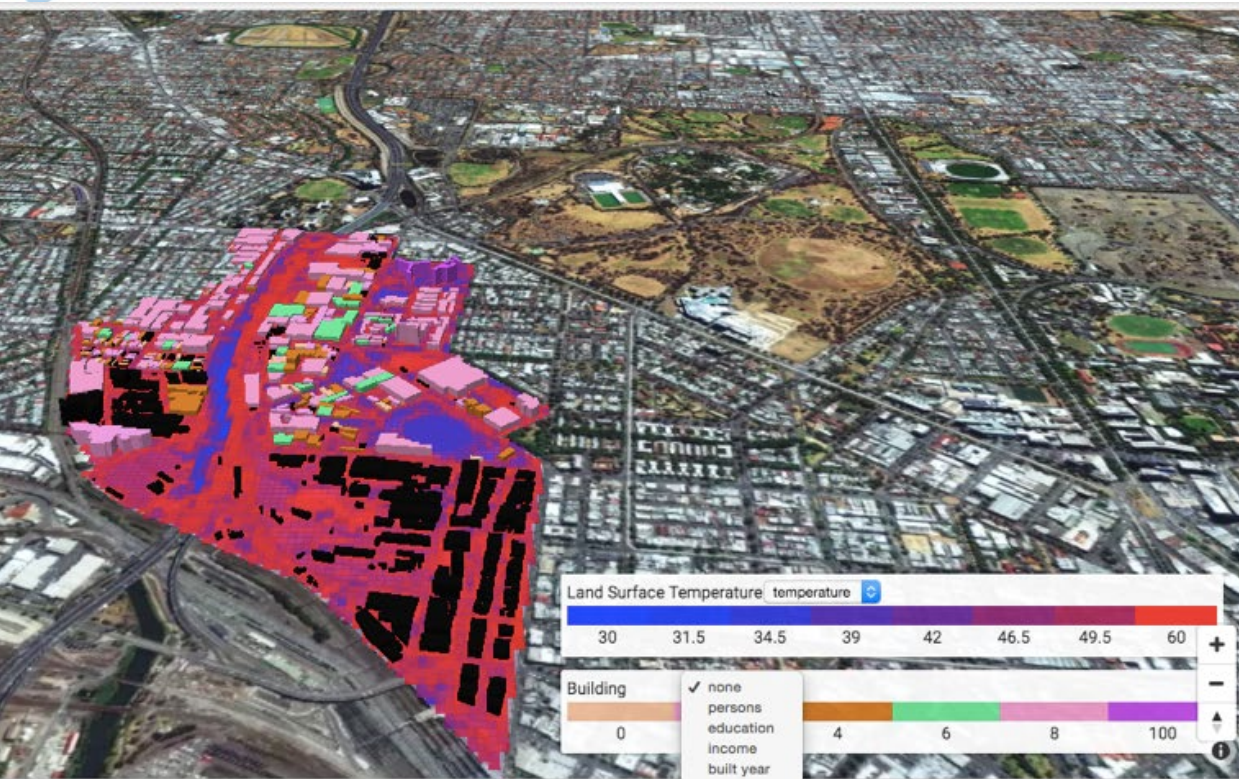 Land Surface Temperature temperature
30 31.5 34.5 39 42 46.5 49.5 60
+
Building
✓ none
−
persons
0 4 6 8 100
education
income
built year
i